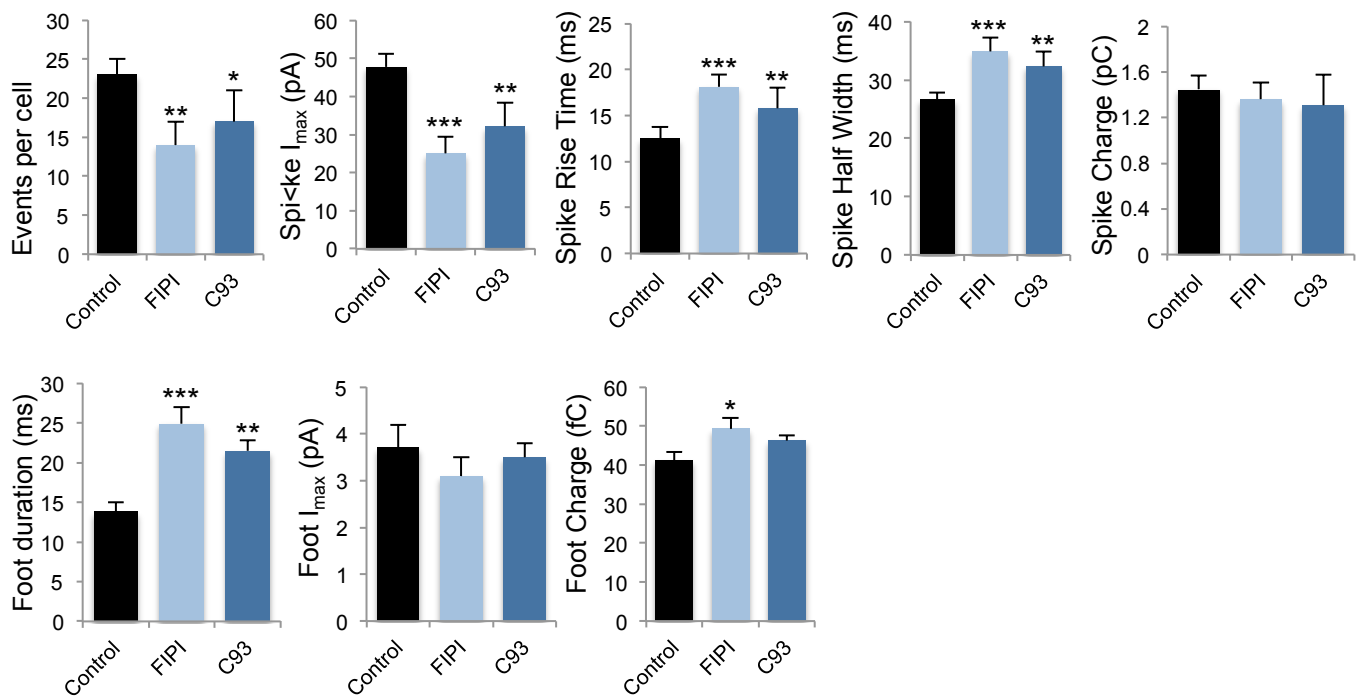 Events per cell
30
25
20
15
10
5
0
**
*
Control
FIPI
C93
Spi<ke Imax (pA)
60
50
40
30
20
10
0
***
**
Control
FIPI
C93
Spike Rise Time (ms)
25
20
15
10
5
0
***
**
Control
FIPI
C93
Spike Half Width (ms)
40
30
20
10
0
***
**
Control
FIPI
C93
Spike Charge (pC)
2
1.6
1.2
0.8
0.4
0
Control
FIPI
C93
Foot duration (ms)
30
25
20
15
10
5
0
***
**
Control
FIPI
C93
Foot Imax (pA)
5
4
3
2
1
0
Control
FIPI
C93
Foot Charge (fC)
60
50
40
30
20
10
0
*
Control
FIPI
C93